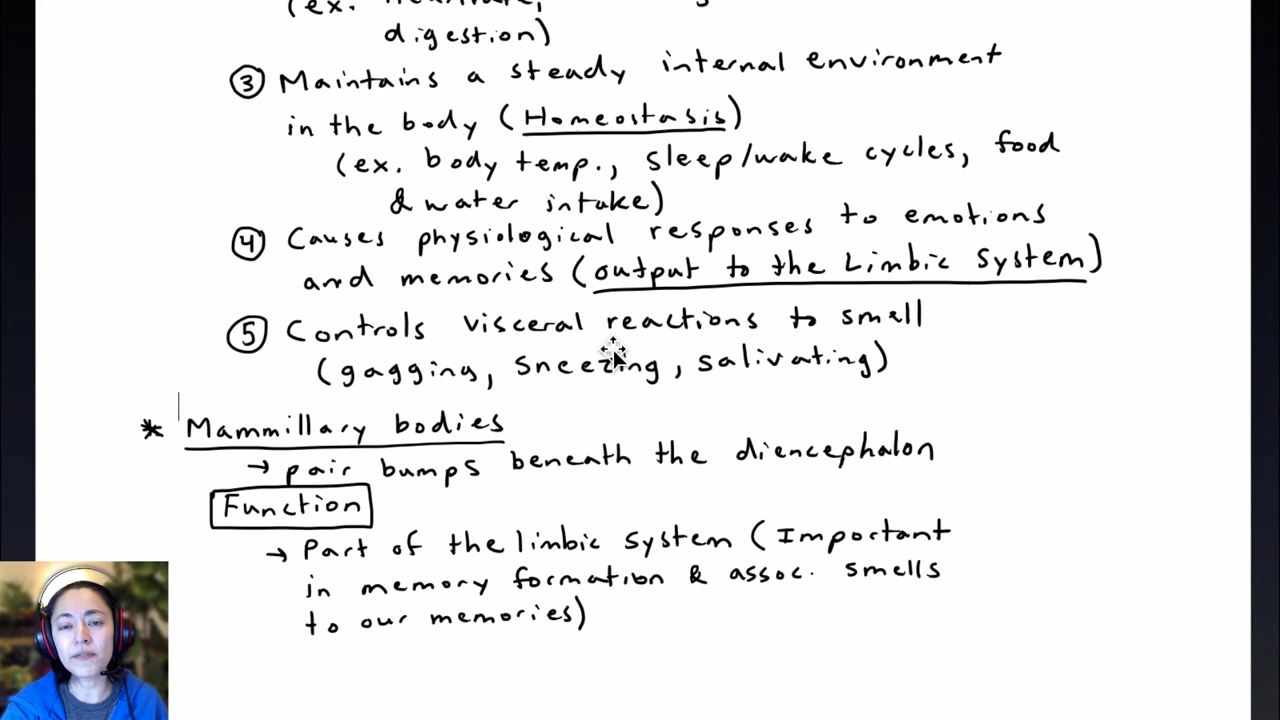 (ex.
digestion)
③ Maintains a steady internal environment
in the body (Homeostasis)
(ex. body temp., sleep/wake cycles, food
& water intake)
④ Causes physiological responses to emotions
and memories (output to the Limbic System)
⑤ Controls visceral reactions to smell
(gagging, sneezing, salivating)
* Mammillary bodies
→ pair bumps beneath the diencephalon
Function
→ Part of the limbic system (Important
in memory formation & assoc. smells
to our memories)